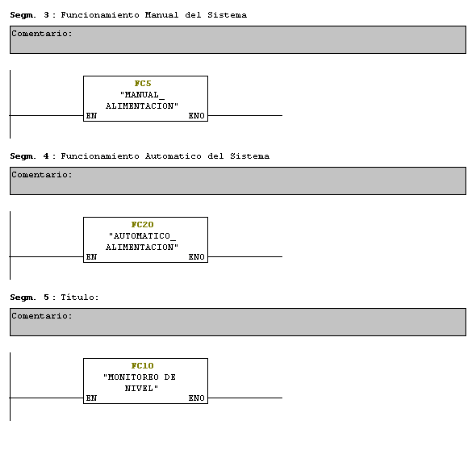 Segm. 3 : Funcionamiento Manual del Sistema
Comentario:
FC5
"MANUAL_
ALIMENTACION"
EN ENO
Segm. 4 : Funcionamiento Automatico del Sistema
Comentario:
FC20
"AUTOMATICO_
ALIMENTACION"
EN ENO
Segm. 5 : Título:
Comentario:
FC10
"MONITOREO DE
NIVEL"
EN ENO